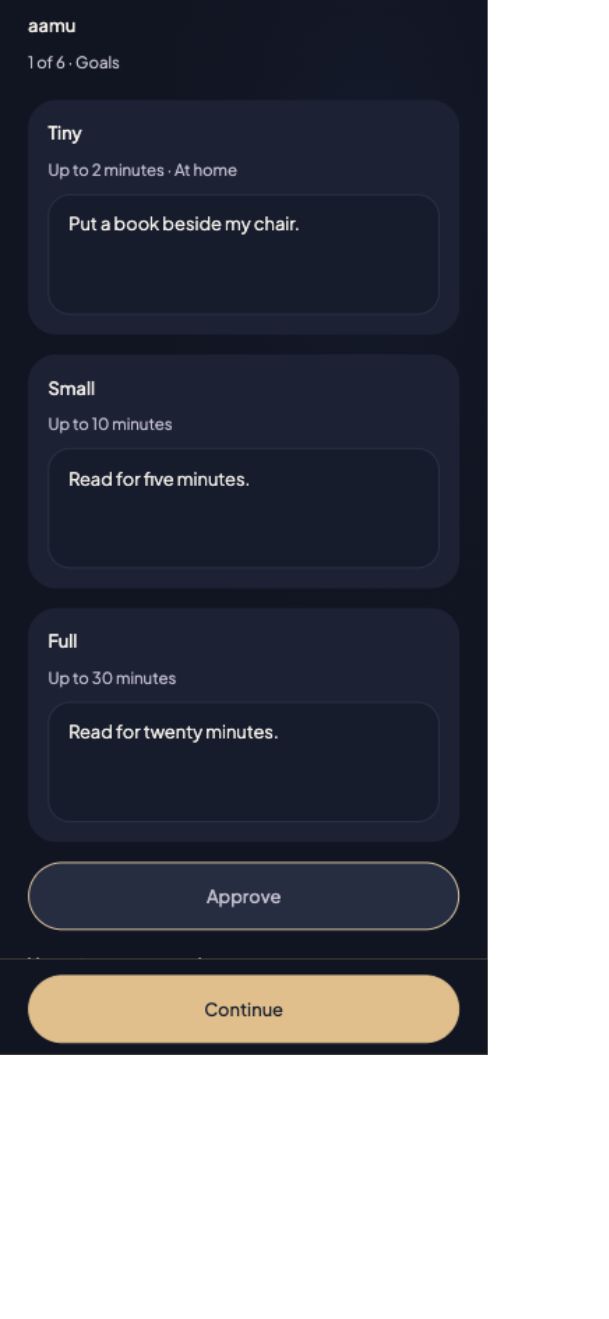 aamu
1 of 6 · Goals
Tiny
Up to 2 minutes · At home
Put a book beside my chair.
Small
Up to 10 minutes
Read for five minutes.
Full
Up to 30 minutes
Read for twenty minutes.
Approve
Continue